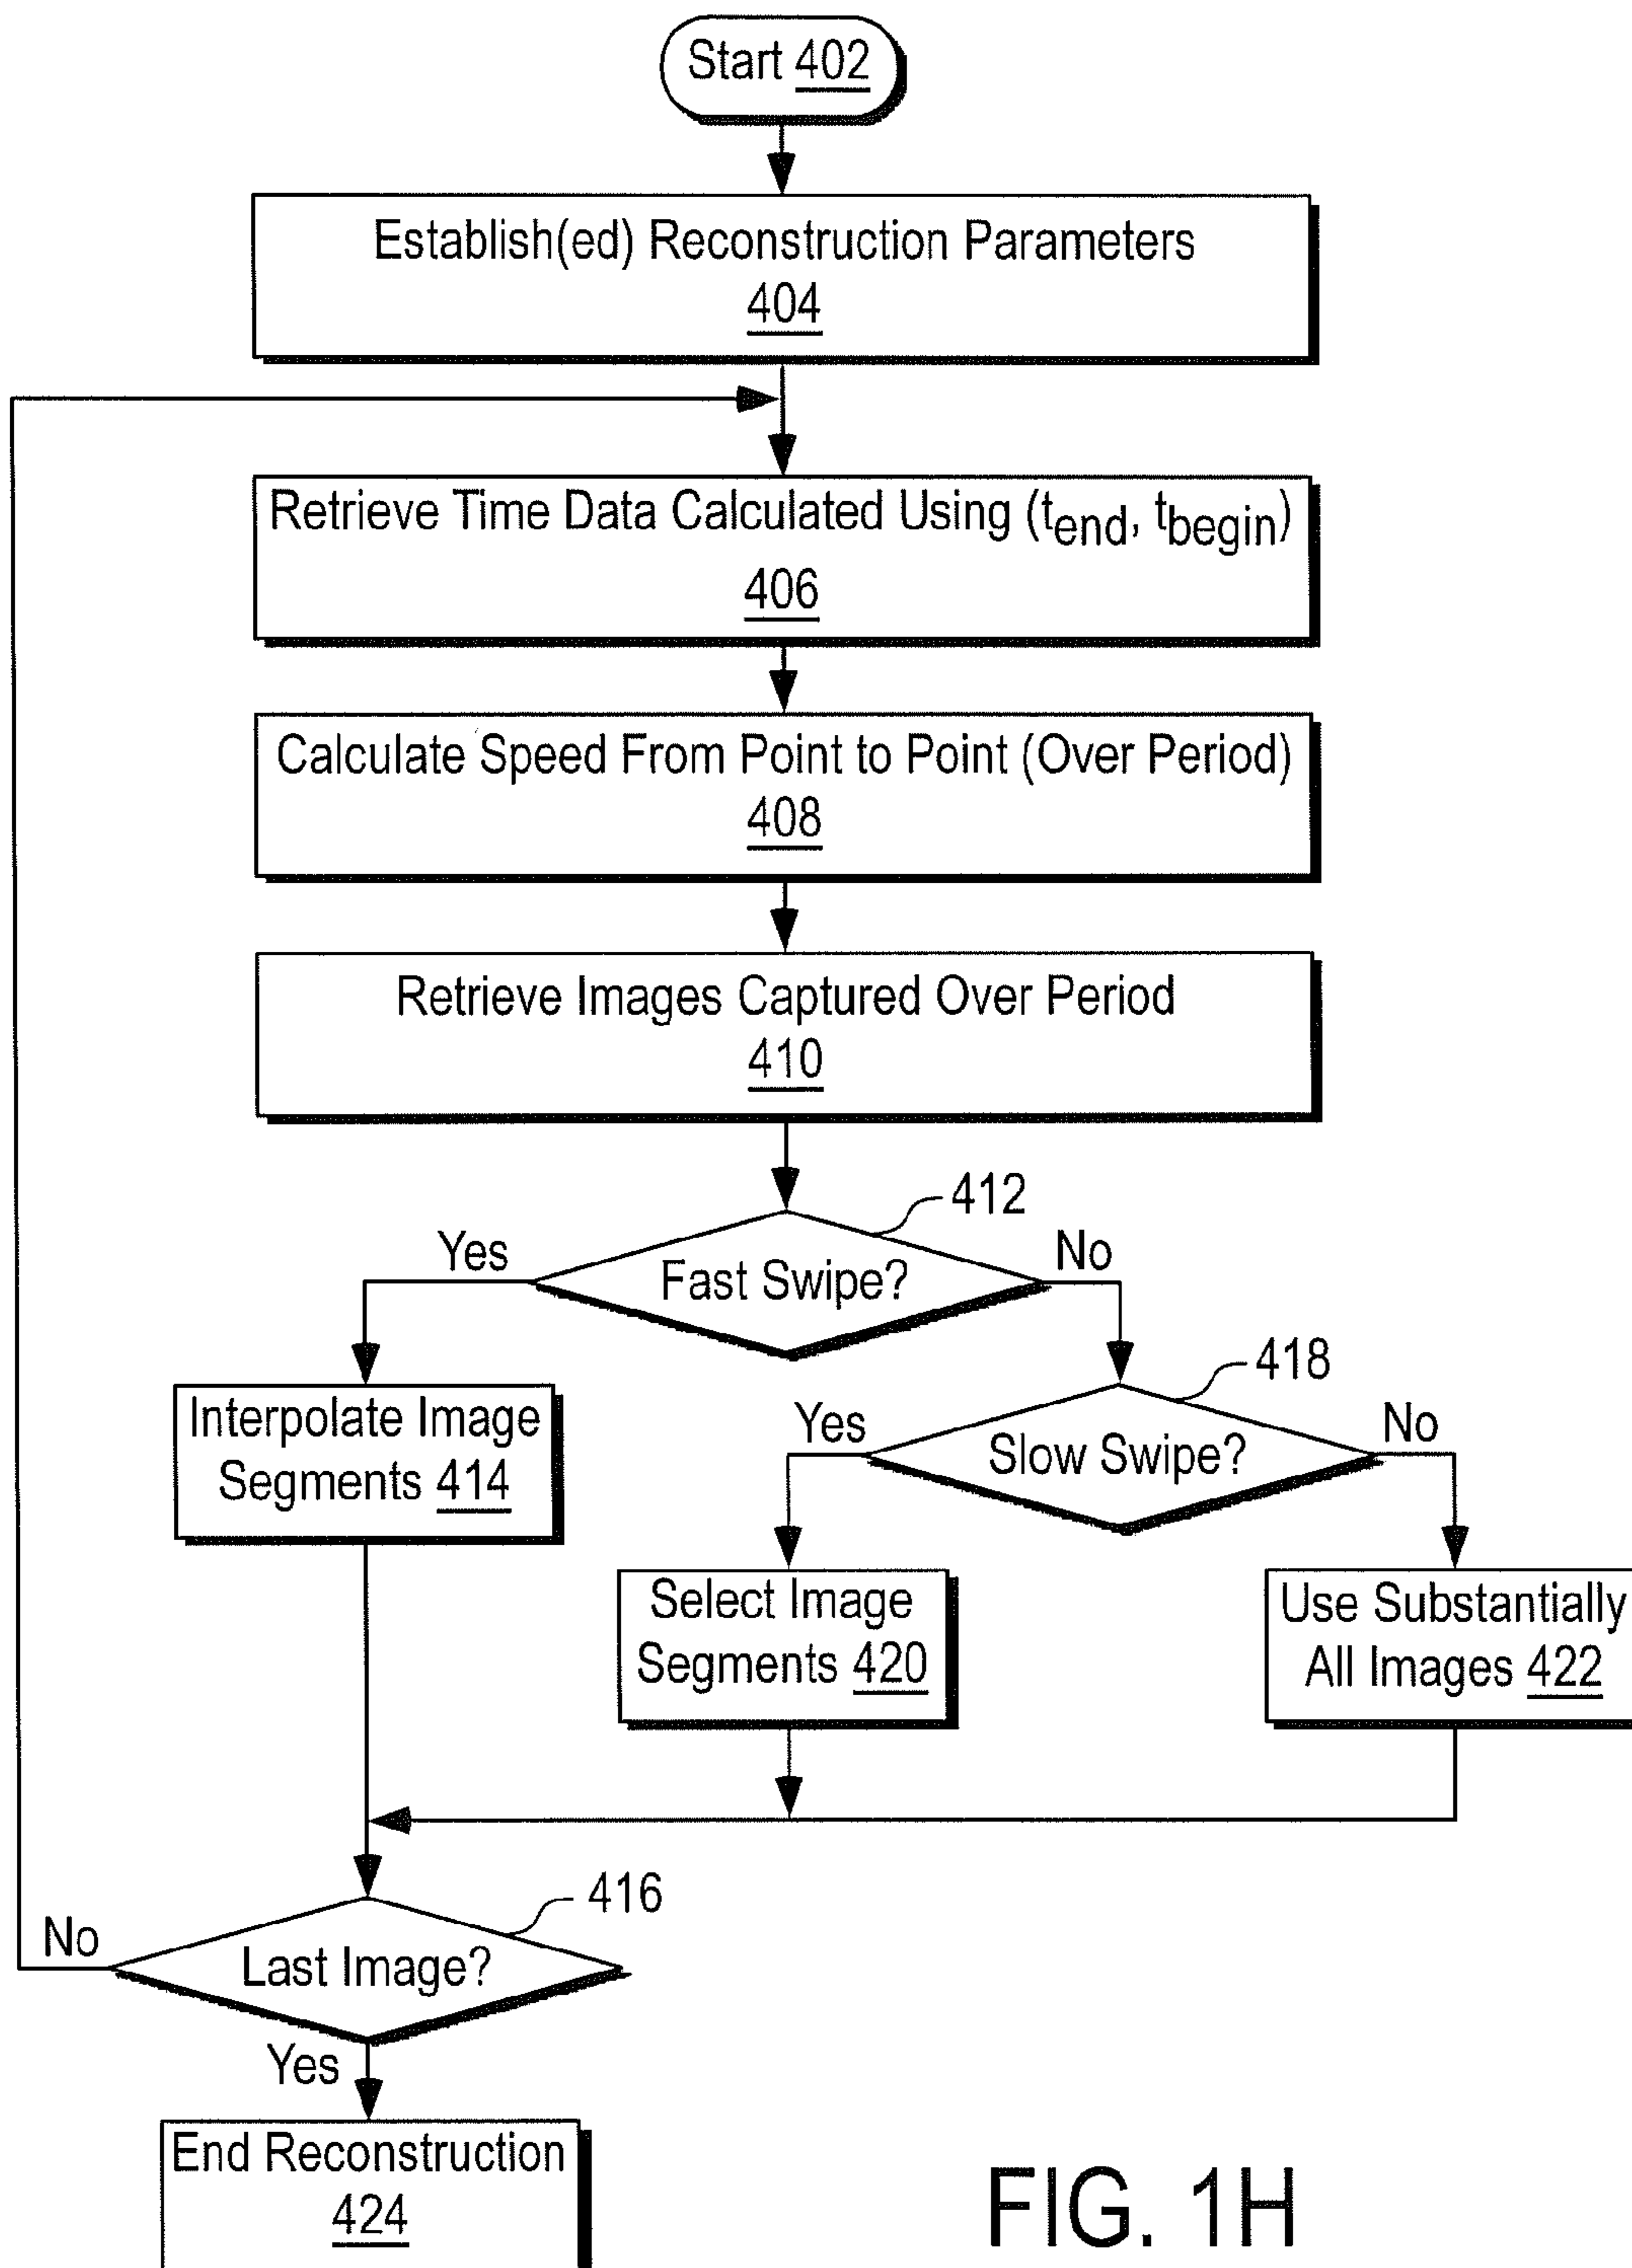 Start 402
Establish(ed) Reconstruction Parameters
404
Retrieve Time Data Calculated Using (tend, tbegin)
406
Calculate Speed From Point to Point (Over Period)
408
Retrieve Images Captured Over Period
410
412
Yes
No
Fast Swipe?
418
Interpolate Image
Segments 414
Yes
No
Slow Swipe?
Select Image
Segments 420
Use Substantially
All Images 422
416
No
Last Image?
Yes
End Reconstruction
424
FIG. 1H